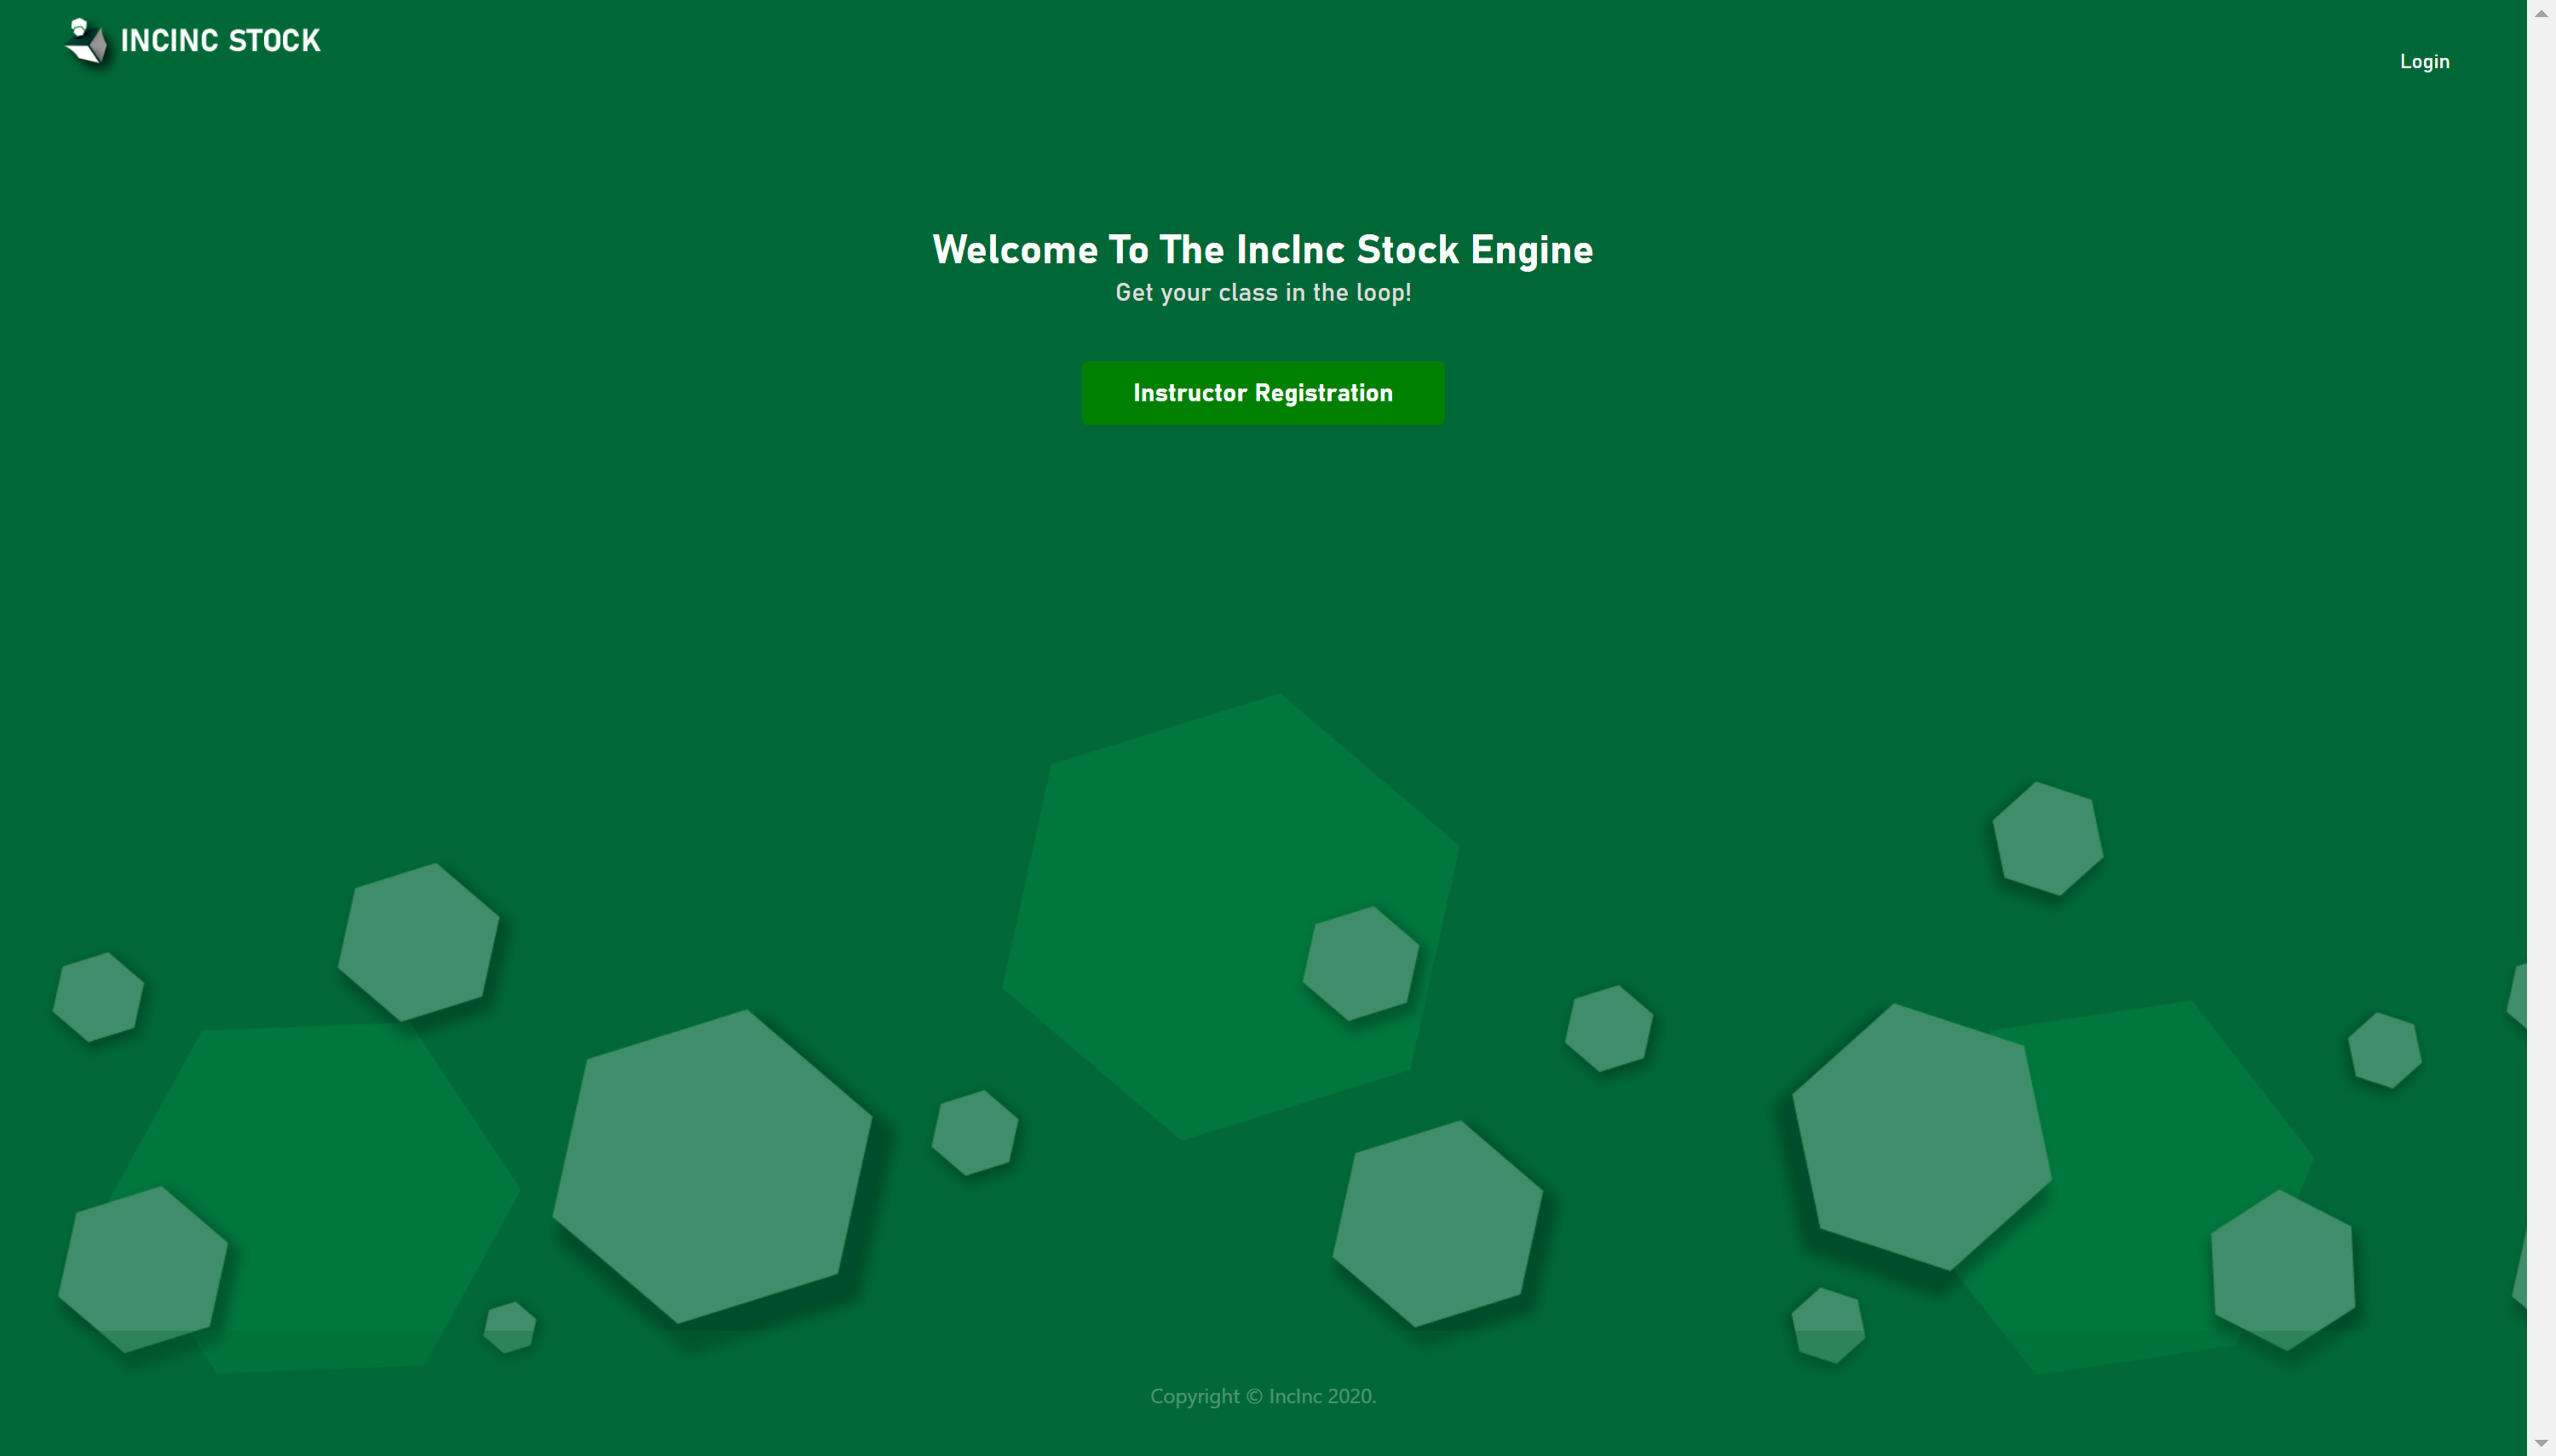 INCINC STOCK
Login
Welcome To The IncInc Stock Engine
Get your class in the loop!
Instructor Registration
Copyright © IncInc 2020.